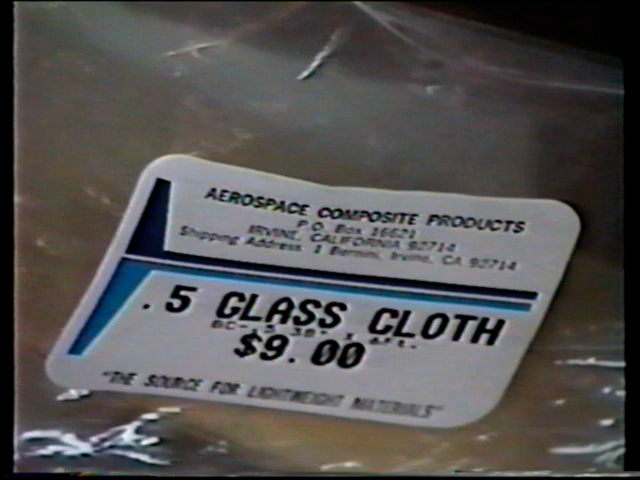 AEROSPACE COMPOSITE PRODUCTS
P.O. Box 16621
IRVINE, CALIFORNIA 92714
Shipping Address 1 Bernini, Irvine, CA 92714
.5 GLASS CLOTH
$9.00
"THE SOURCE FOR LIGHTWEIGHT MATERIALS"